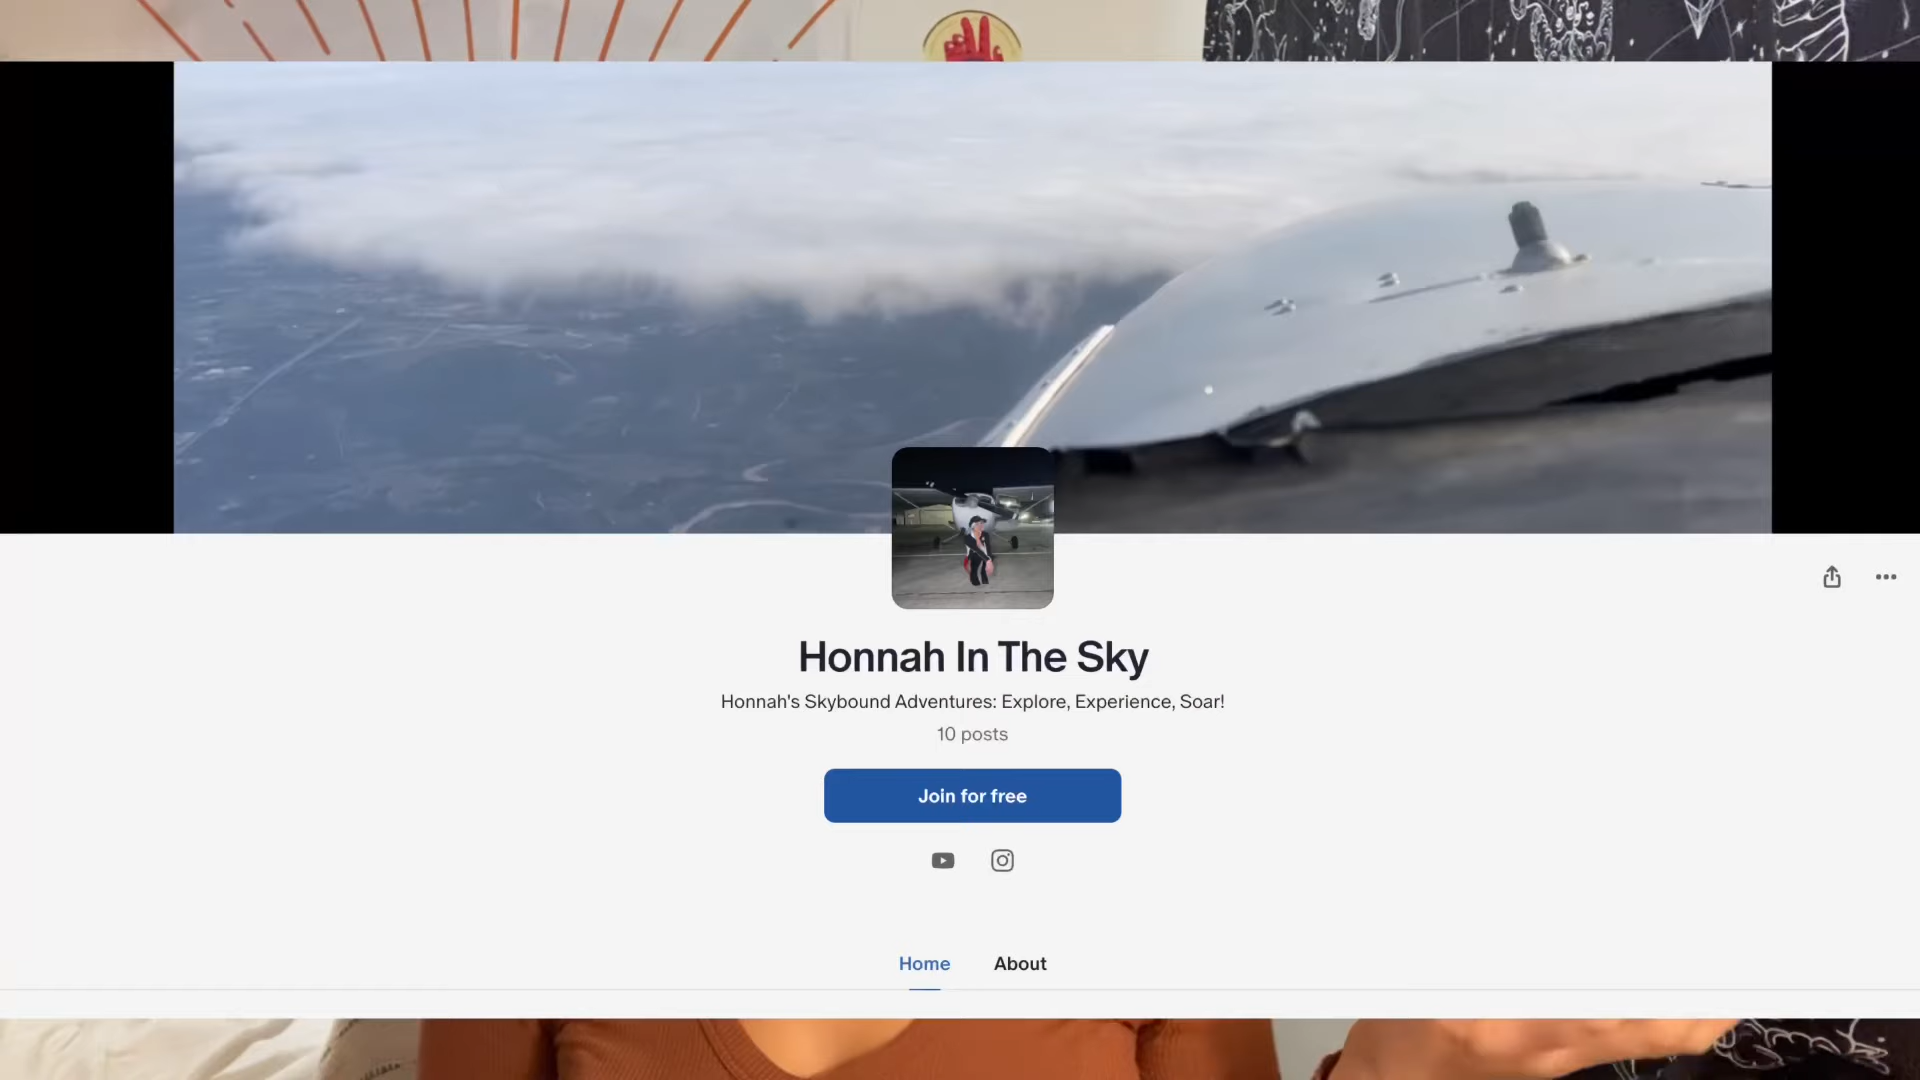 Honnah In The Sky
Honnah's Skybound Adventures: Explore, Experience, Soar!
10 posts
Join for free
Home About